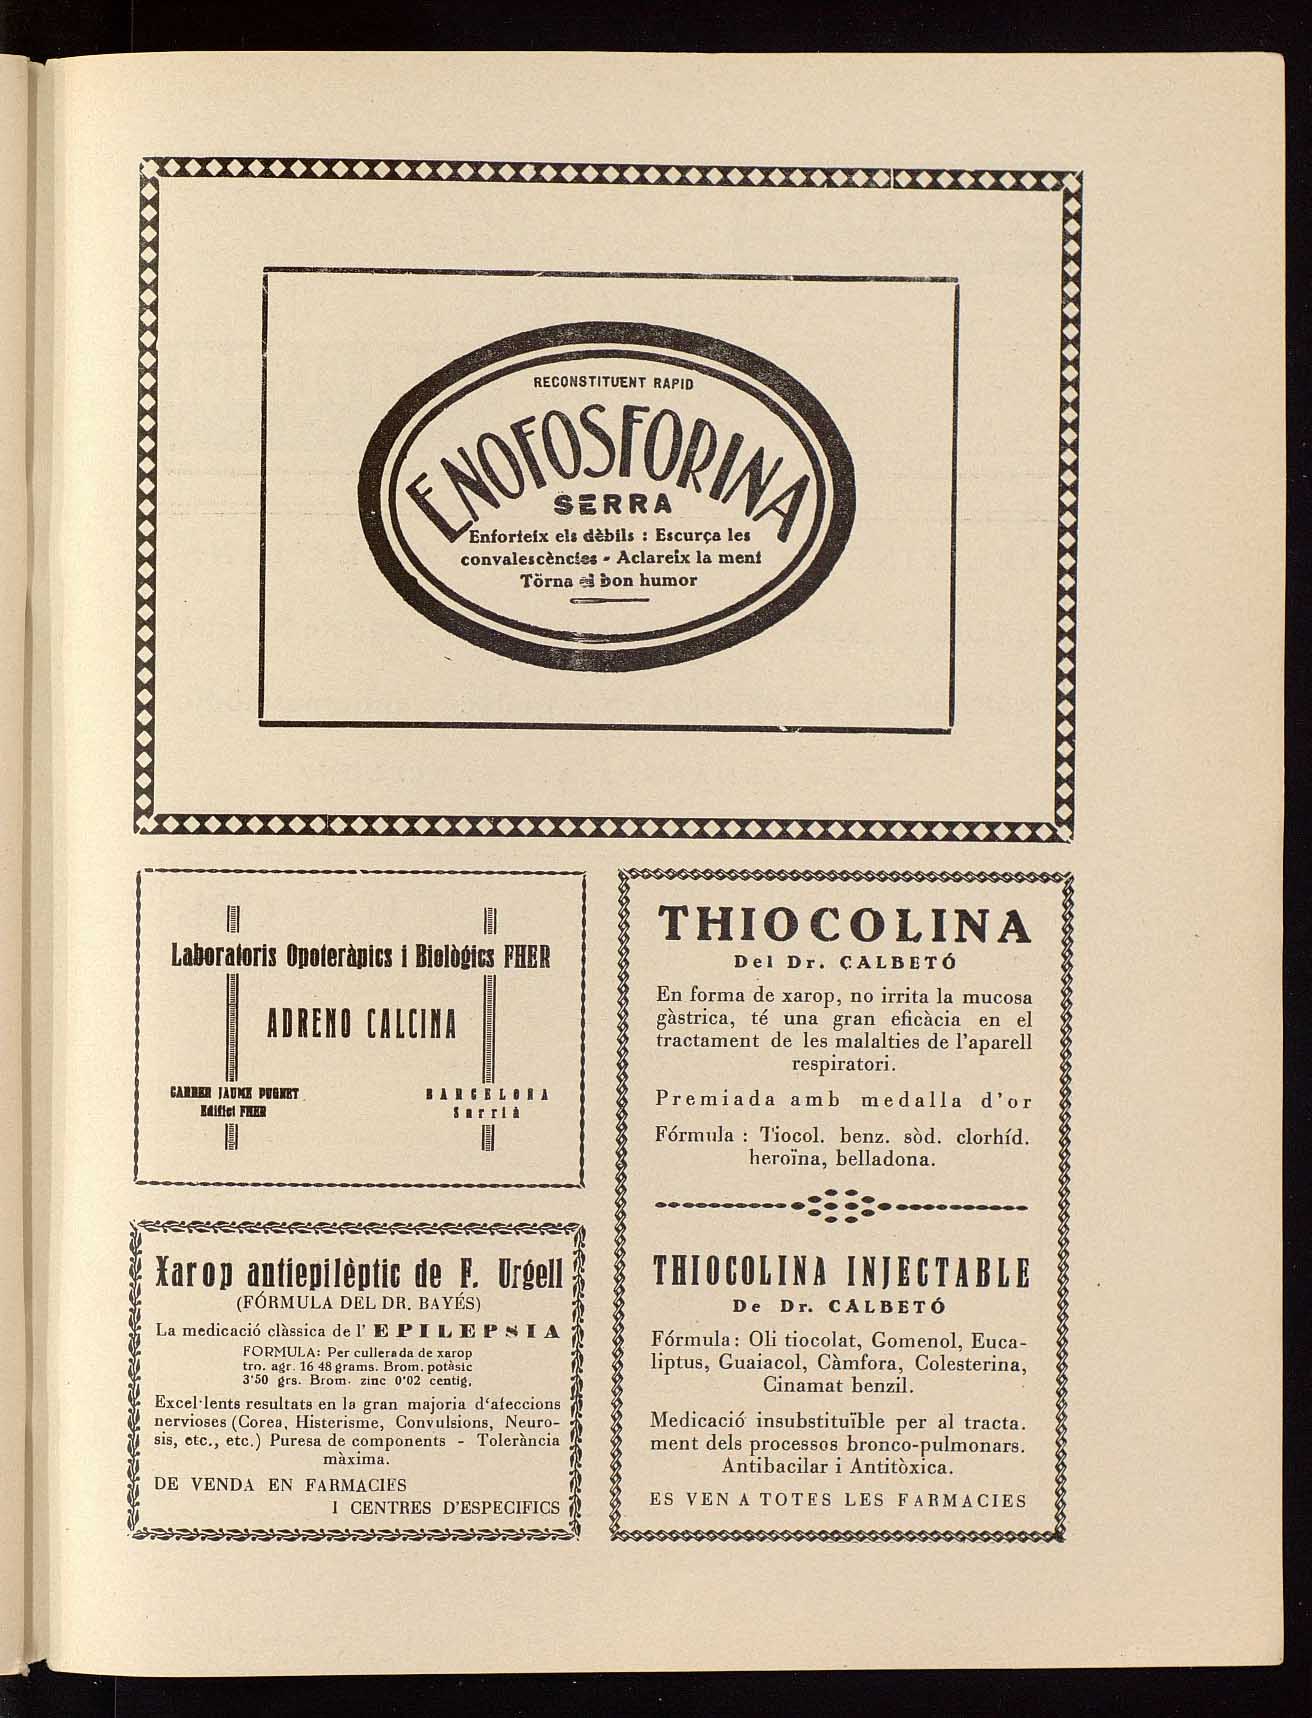 RECONSTITUENT RAPID
ENOFOSFORINA
SERRA
Enforteix els dèbils : Escurça les
convalescències - Aclareix la ment
Tòrna el bon humor
Laboratoris Opoteràpics i Biològics FHER
ADRENO CALCINA
CARRER JAUME PUGNET
Edifici FHER
BARCELONA
Sarrià
Xarop antiepilèptic de F. Urgell
(FÓRMULA DEL DR. BAYÉS)
La medicació clàssica de l' EPILEPSIA
FORMULA: Per cullerada de xarop
trn. agr. 16 48 grams. Brom. potàsic
3'50 grs. Brom. zinc 0'02 centig.
Excel·lents resultats en la gran majoria d'afeccions
nervioses (Corea, Histerisme, Convulsions, Neuro-
sis, etc., etc.) Puresa de components - Tolerància
màxima.
DE VENDA EN FARMACIES
I CENTRES D'ESPECIFICS
THIOCOLINA
Del Dr. CALBETÓ
En forma de xarop, no irrita la mucosa
gàstrica, té una gran eficàcia en el
tractament de les malalties de l'aparell
respiratori.
Premiada amb medalla d'or
Fórmula : Tiocol. benz. sòd. clorhíd.
heroïna, belladona.
THIOCOLINA INJECTABLE
De Dr. CALBETÓ
Fórmula: Oli tiocolat, Gomenol, Euca-
liptus, Guaiacol, Càmfora, Colesterina,
Cinamat benzil.
Medicació insubstituïble per al tracta.
ment dels processos bronco-pulmonars.
Antibacilar i Antitòxica.
ES VEN A TOTES LES FARMACIES